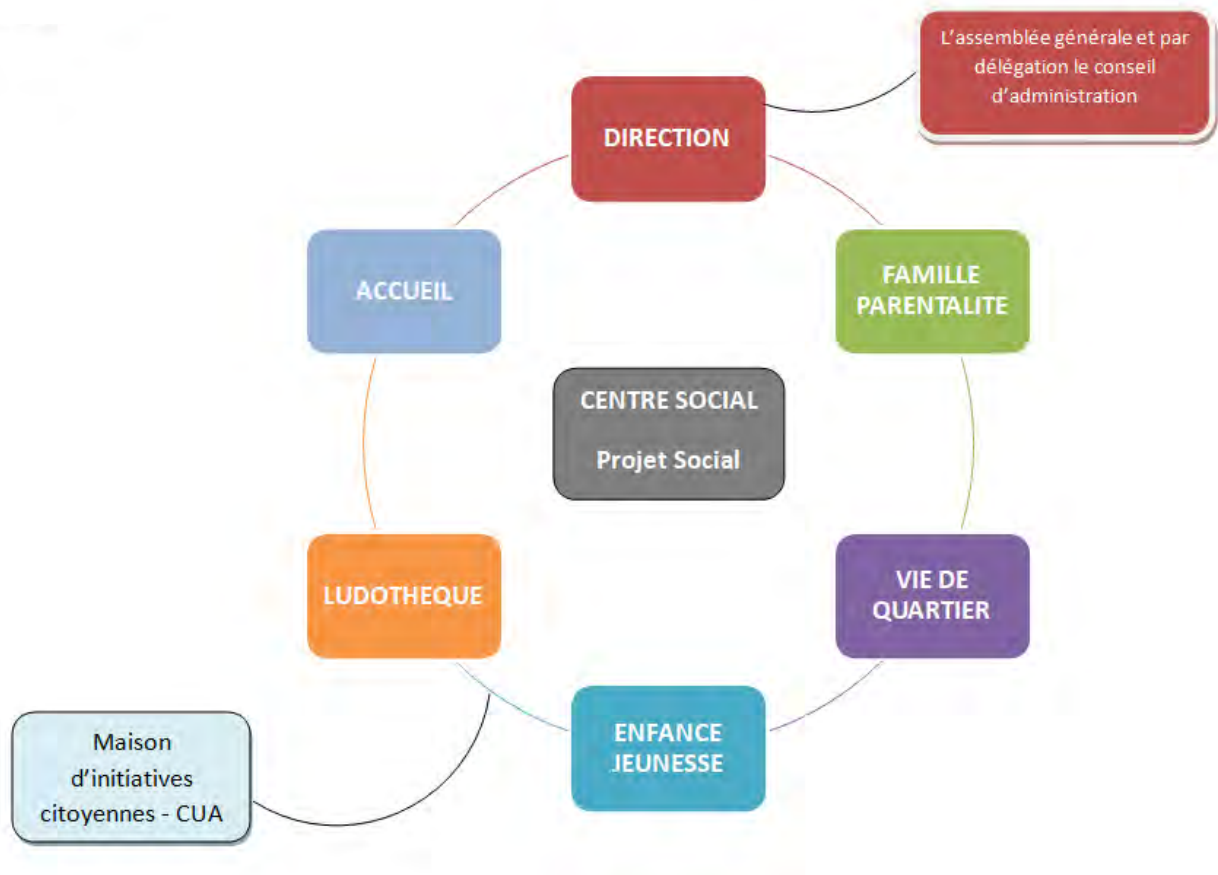 L'assemblée générale et par
délégation le conseil
d'administration
DIRECTION
ACCUEIL
FAMILLE
PARENTALITE
CENTRE SOCIAL
Projet Social
LUDOTHEQUE
VIE DE
QUARTIER
ENFANCE
JEUNESSE
Maison
d'initiatives
citoyennes - CUA